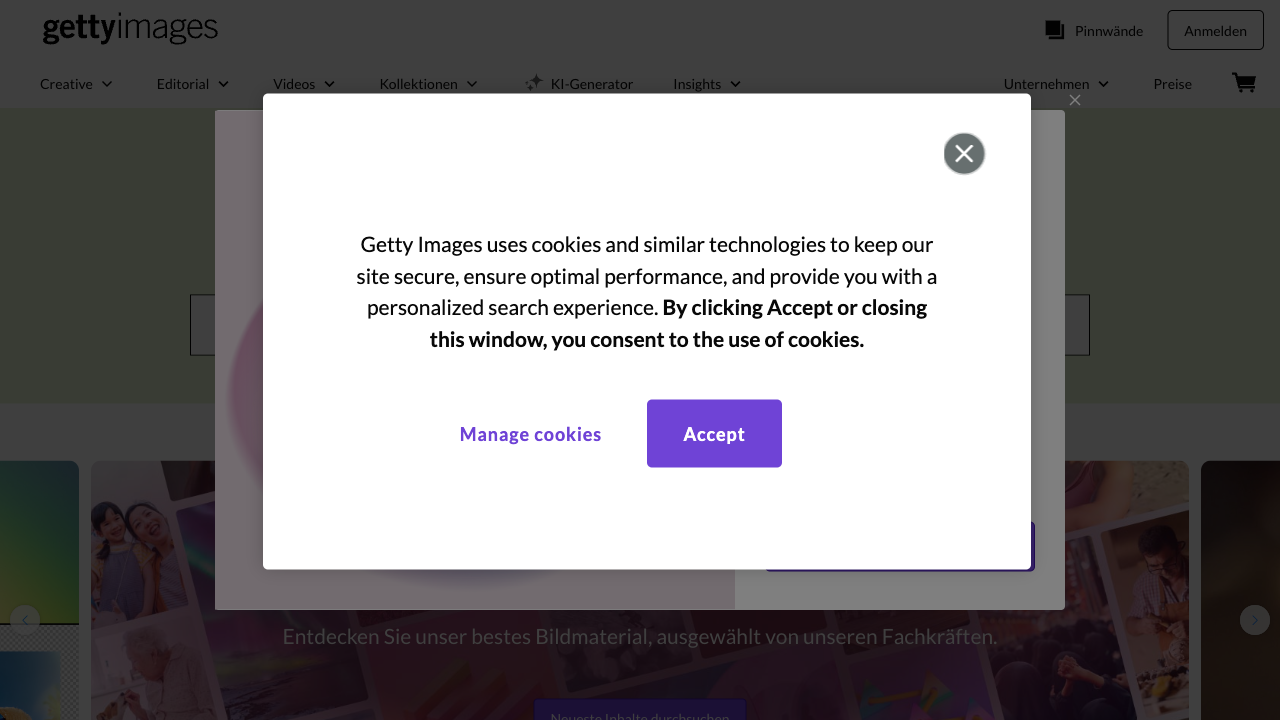 gettyimages
Pinnwände
Anmelden
Creative
Editorial
Videos
Kollektionen
KI-Generator
Insights
Unternehmen
Preise
Getty Images uses cookies and similar technologies to keep our
site secure, ensure optimal performance, and provide you with a
personalized search experience. By clicking Accept or closing
this window, you consent to the use of cookies.
Manage cookies
Accept
Entdecken Sie unser bestes Bildmaterial, ausgewählt von unseren Fachkräften.
Neueste Inhalte durchsuchen